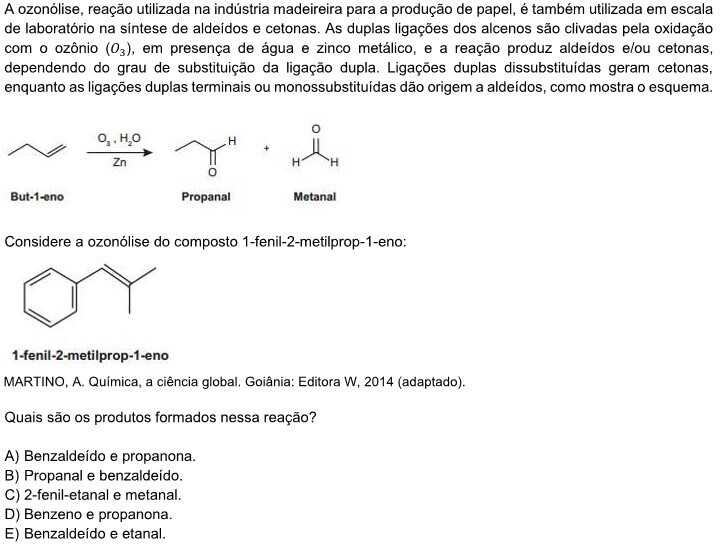 A ozonólise, reação utilizada na indústria madeireira para a produção de papel, é também utilizada em escala
de laboratório na síntese de aldeídos e cetonas. As duplas ligações dos alcenos são clivadas pela oxidação
com o ozônio (O₃), em presença de água e zinco metálico, e a reação produz aldeídos e/ou cetonas,
dependendo do grau de substituição da ligação dupla. Ligações duplas dissubstituídas geram cetonas,
enquanto as ligações duplas terminais ou monossubstituídas dão origem a aldeídos, como mostra o esquema.
O₃ , H₂O
Zn
H
O
+
O
H
H
But-1-eno Propanal Metanal
Considere a ozonólise do composto 1-fenil-2-metilprop-1-eno:
1-fenil-2-metilprop-1-eno
MARTINO, A. Química, a ciência global. Goiânia: Editora W, 2014 (adaptado).
Quais são os produtos formados nessa reação?
A) Benzaldeído e propanona.
B) Propanal e benzaldeído.
C) 2-fenil-etanal e metanal.
D) Benzeno e propanona.
E) Benzaldeído e etanal.